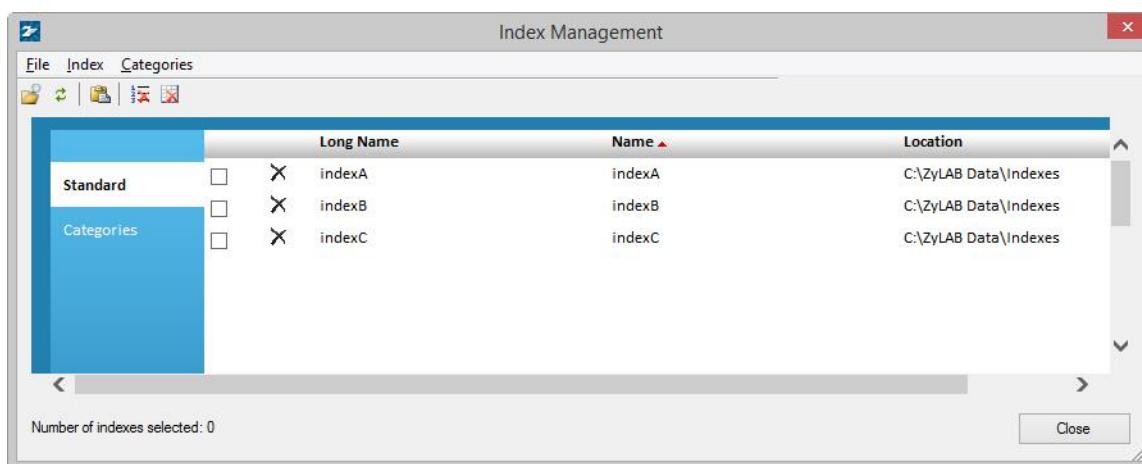 Index Management
File Index Categories
Long Name Name Location
Standard
indexA indexA C:\ZyLAB Data\Indexes
indexB indexB C:\ZyLAB Data\Indexes
Categories
indexC indexC C:\ZyLAB Data\Indexes
Number of indexes selected: 0
Close